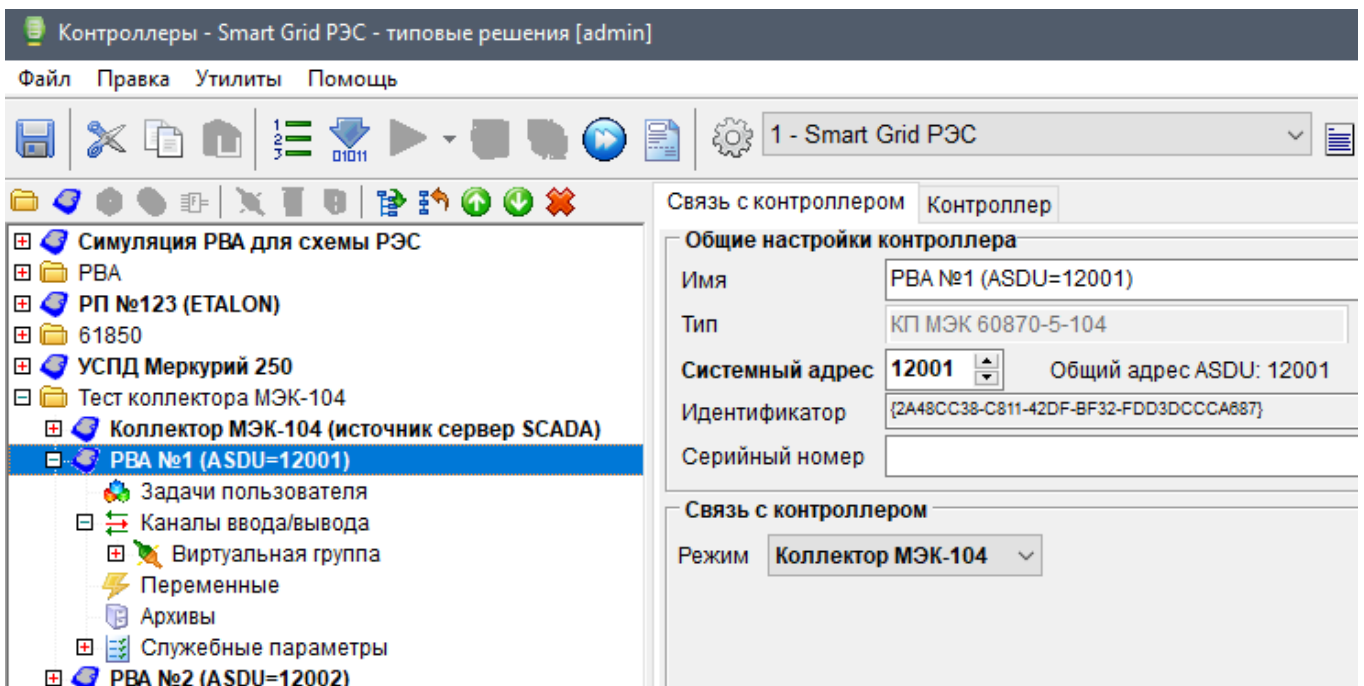 Контроллеры - Smart Grid РЭС - типовые решения [admin]
Файл Правка Утилиты Помощь
1 2 3
01011
1 - Smart Grid РЭС
Связь с контроллером Контроллер
Симуляция РВА для схемы РЭС
РВА
РП №123 (ETALON)
61850
УСПД Меркурий 250
Тест коллектора МЭК-104
Коллектор МЭК-104 (источник сервер SCADA)
РВА №1 (ASDU=12001)
Задачи пользователя
Каналы ввода/вывода
Виртуальная группа
Переменные
Архивы
Служебные параметры
РВА №2 (ASDU=12002)
Общие настройки контроллера
Имя РВА №1 (ASDU=12001)
Тип КП МЭК 60870-5-104
Системный адрес 12001 Общий адрес ASDU: 12001
Идентификатор {2A48CC38-C811-42DF-BF32-FDD3DCCCA687}
Серийный номер
Связь с контроллером
Режим Коллектор МЭК-104